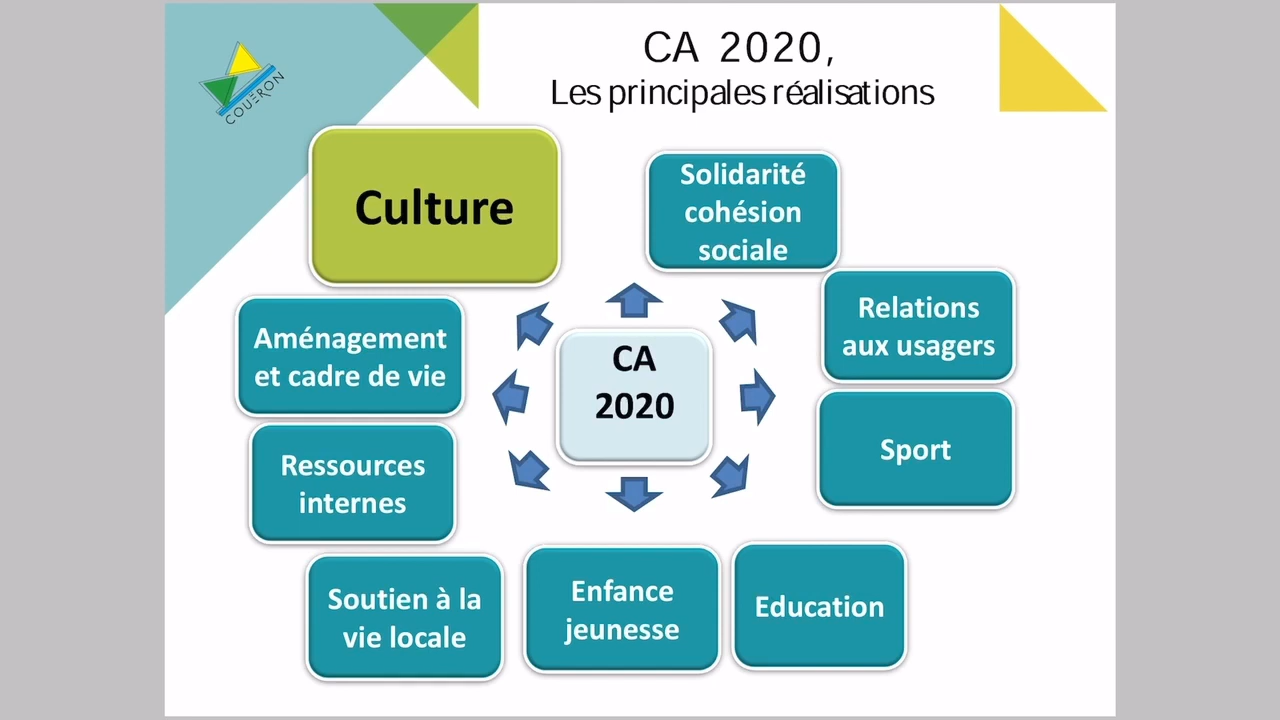 COUËRON
CA 2020,
Les principales réalisations
Culture
Solidarité
cohésion
sociale
Relations
aux usagers
Sport
Education
Enfance
jeunesse
Soutien à la
vie locale
Ressources
internes
Aménagement
et cadre de vie
CA
2020